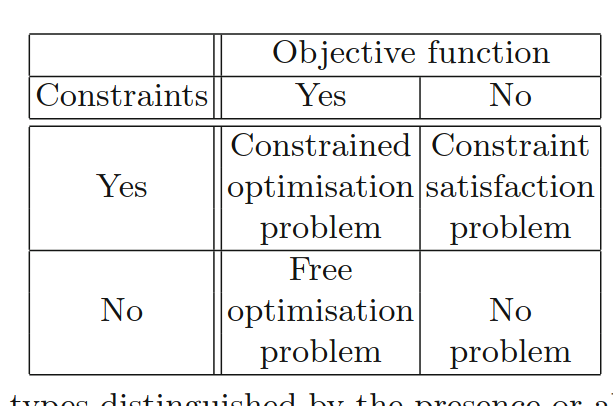 Objective function
Constraints Yes No
Constrained Constraint
Yes optimisation satisfaction
problem problem
Free
No optimisation No
problem problem
types distinguished by the presence or